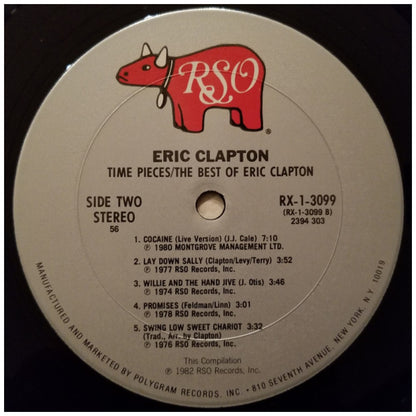 RSO
®
ERIC CLAPTON
TIME PIECES/THE BEST OF ERIC CLAPTON
SIDE TWO
STEREO
56
RX-1-3099
(RX-1-3099 B)
2394 303
1. COCAINE (Live Version) (J.J. Cale) 7:10
℗ 1980 MONTGROVE MANAGEMENT LTD.
2. LAY DOWN SALLY (Clapton/Levy/Terry) 3:52
℗ 1977 RSO Records, Inc.
3. WILLIE AND THE HAND JIVE (J. Otis) 3:46
℗ 1974 RSO Records, Inc.
4. PROMISES (Feldman/Linn) 3:01
℗ 1978 RSO Records, Inc.
5. SWING LOW SWEET CHARIOT 3:32
(Trad., Arr. by Clapton)
℗ 1976 RSO Records, Inc.
This Compilation
℗ 1982 RSO Records, Inc.
MANUFACTURED AND MARKETED BY POLYGRAM RECORDS, INC. • 810 SEVENTH AVENUE, NEW YORK, N.Y. 10019